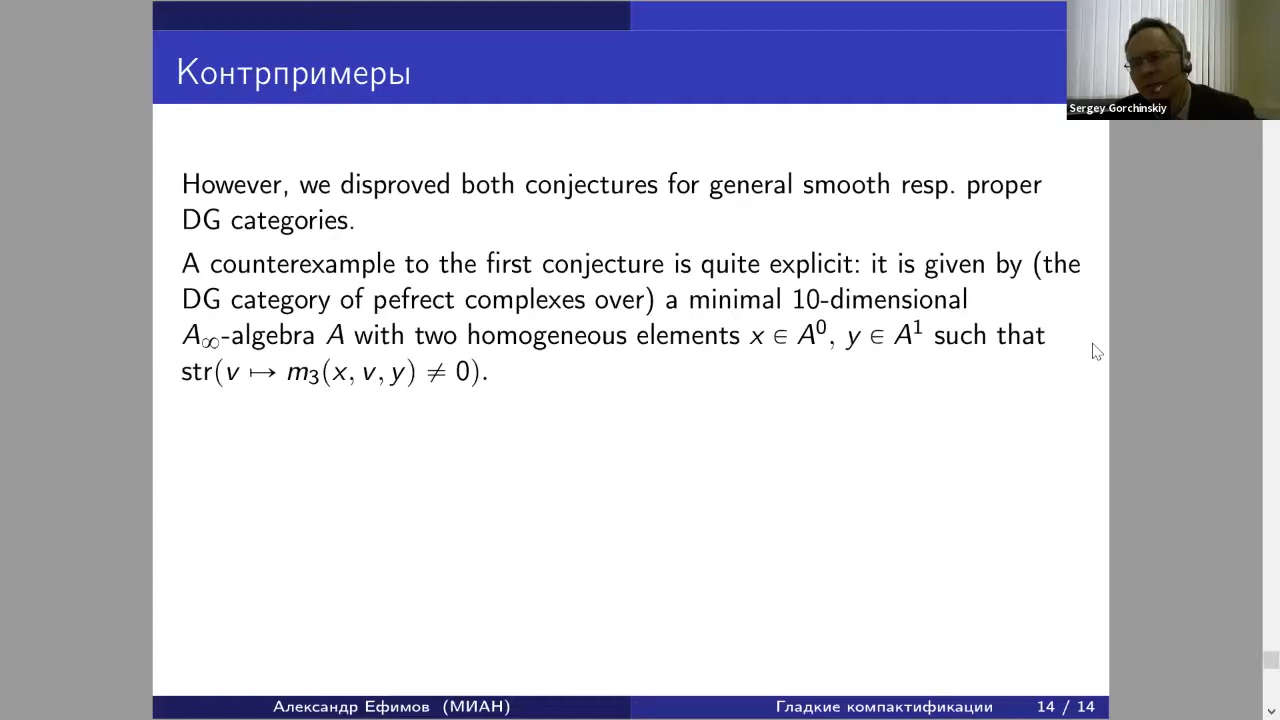 Контрпримеры
Sergey Gorchinskiy
However, we disproved both conjectures for general smooth resp. proper
DG categories.
A counterexample to the first conjecture is quite explicit: it is given by (the
DG category of pefrect complexes over) a minimal 10-dimensional
A∞-algebra A with two homogeneous elements x ∈ A⁰, y ∈ A¹ such that
str(v ↦ m₃(x, v, y) ≠ 0).
Александр Ефимов (МИАН)
Гладкие компактификации
14 / 14